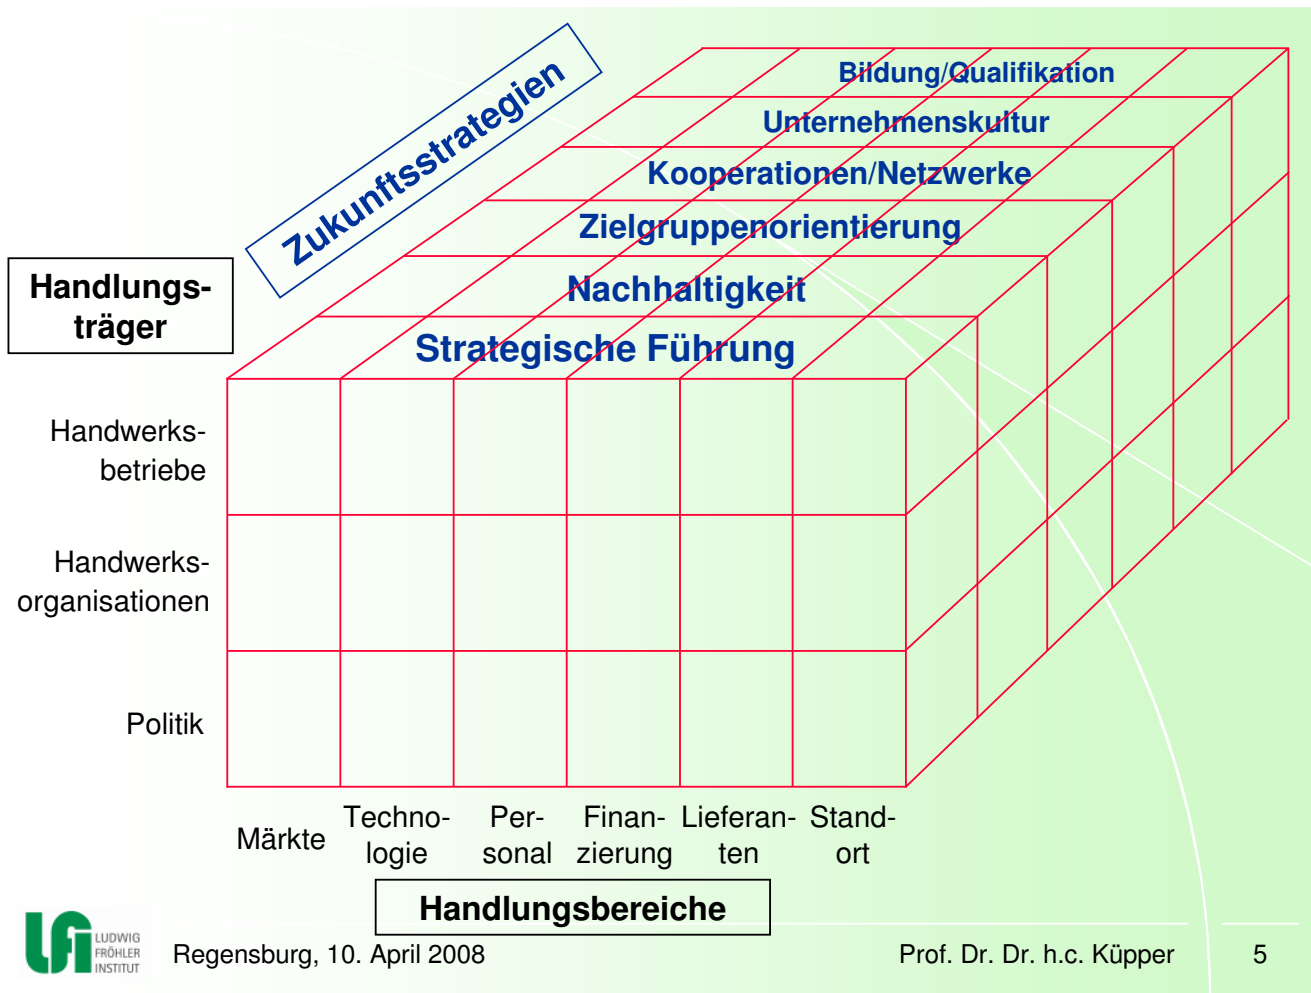 Zukunftsstrategien
Bildung/Qualifikation
Unternehmenskultur
Kooperationen/Netzwerke
Zielgruppenorientierung
Nachhaltigkeit
Strategische Führung
Handlungs-
träger
Handwerks-
betriebe
Handwerks-
organisationen
Politik
Märkte
Techno-
logie
Per-
sonal
Finan-
zierung
Lieferan-
ten
Stand-
ort
Handlungsbereiche
LFI
LUDWIG
FRÖHLER
INSTITUT
Regensburg, 10. April 2008
Prof. Dr. Dr. h.c. Küpper
5